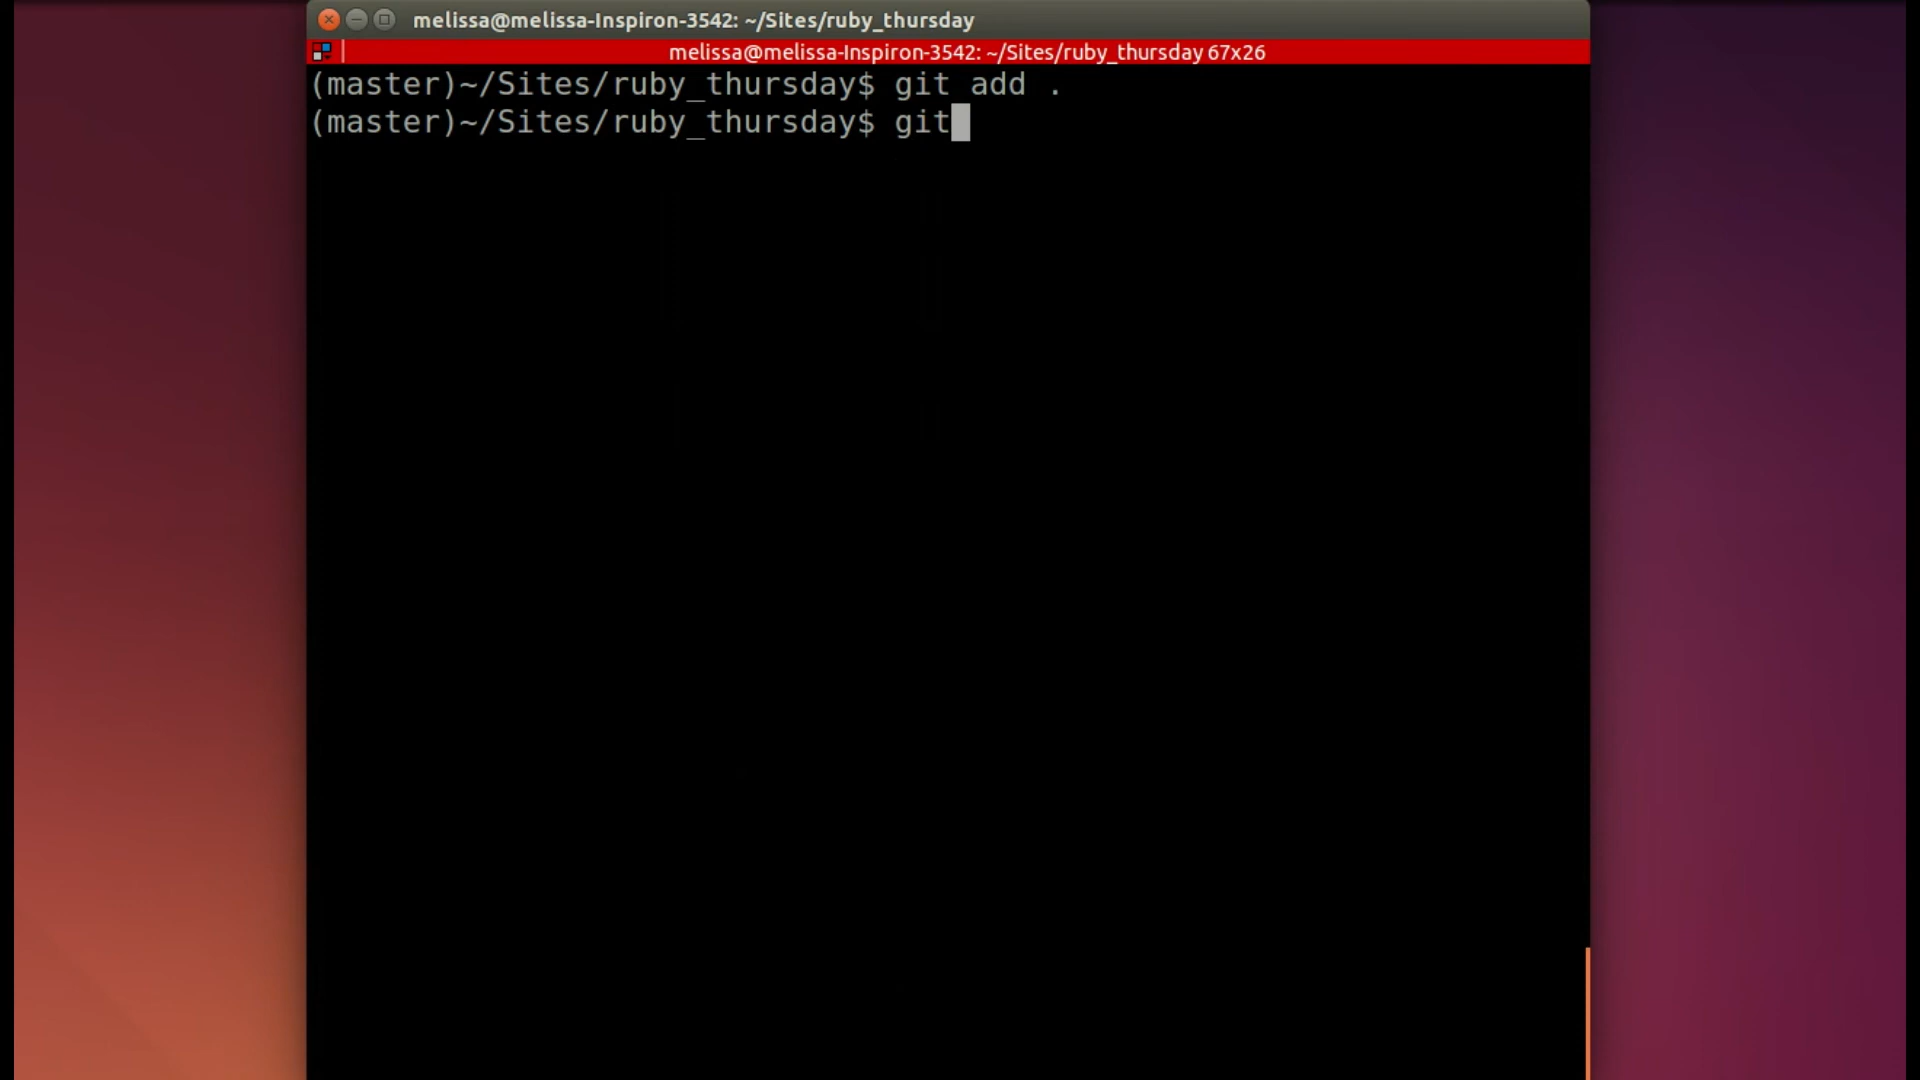 melissa@melissa-Inspiron-3542: ~/Sites/ruby_thursday
melissa@melissa-Inspiron-3542: ~/Sites/ruby_thursday 67x26
(master)~/Sites/ruby_thursday$ git add .
(master)~/Sites/ruby_thursday$ git